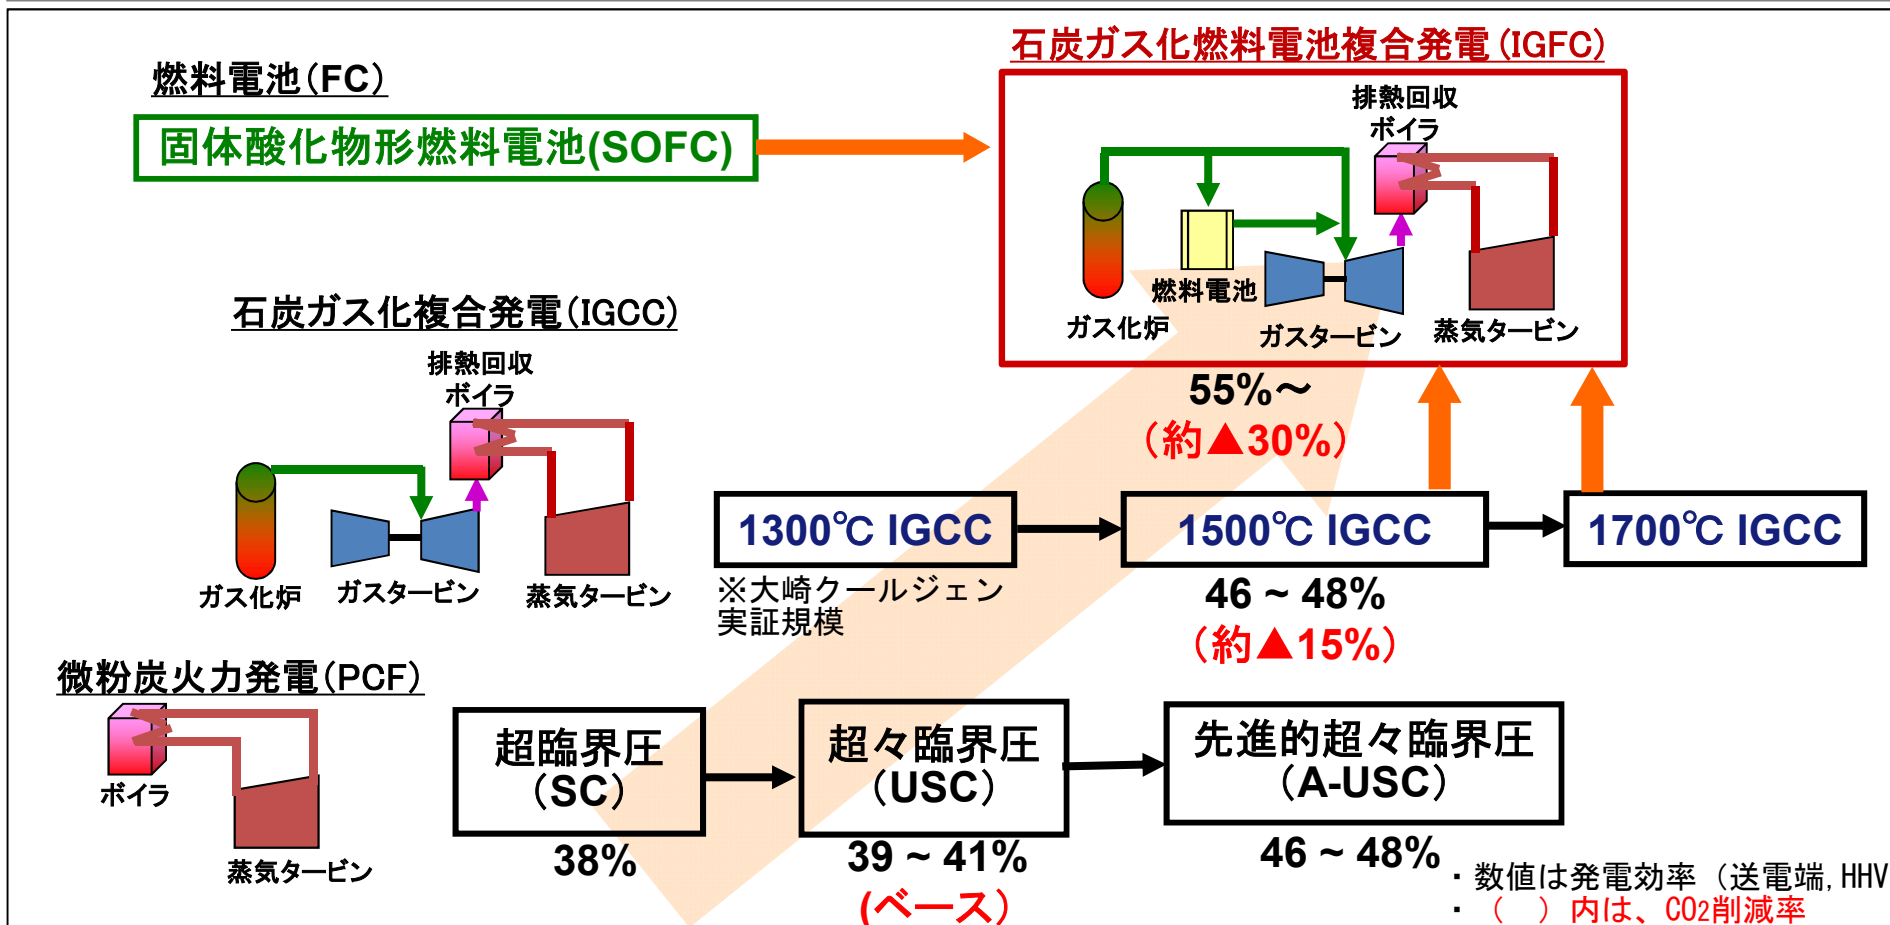 石炭ガス化燃料電池複合発電(IGFC)
燃料電池(FC)
固体酸化物形燃料電池(SOFC)
排熱回収
ボイラ
燃料電池
ガス化炉
ガスタービン
蒸気タービン
55%～
(約▲30%)
石炭ガス化複合発電(IGCC)
排熱回収
ボイラ
ガス化炉
ガスタービン
蒸気タービン
1300℃ IGCC
※大崎クールジェン
実証規模
1500℃ IGCC
46 ~ 48%
(約▲15%)
1700℃ IGCC
微粉炭火力発電(PCF)
ボイラ
蒸気タービン
超臨界圧
(SC)
38%
超々臨界圧
(USC)
39 ~ 41%
(ベース)
先進的超々臨界圧
(A-USC)
46 ~ 48%
・数値は発電効率 (送電端,HHV
・( )内は、CO2削減率